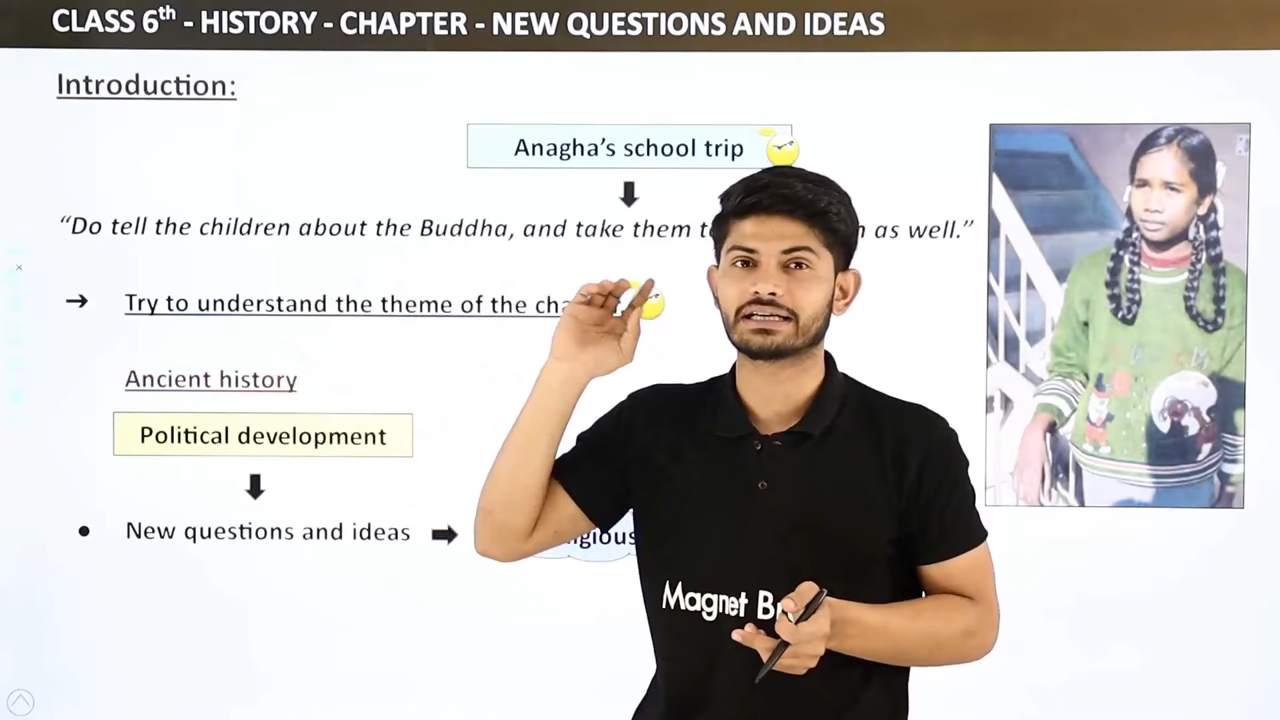 CLASS 6th - HISTORY - CHAPTER - NEW QUESTIONS AND IDEAS
Introduction:
Anagha's school trip
“Do tell the children about the Buddha, and take them as well.”
→ Try to understand the theme of the
Ancient history
Political development
• New questions and ideas
Magnet